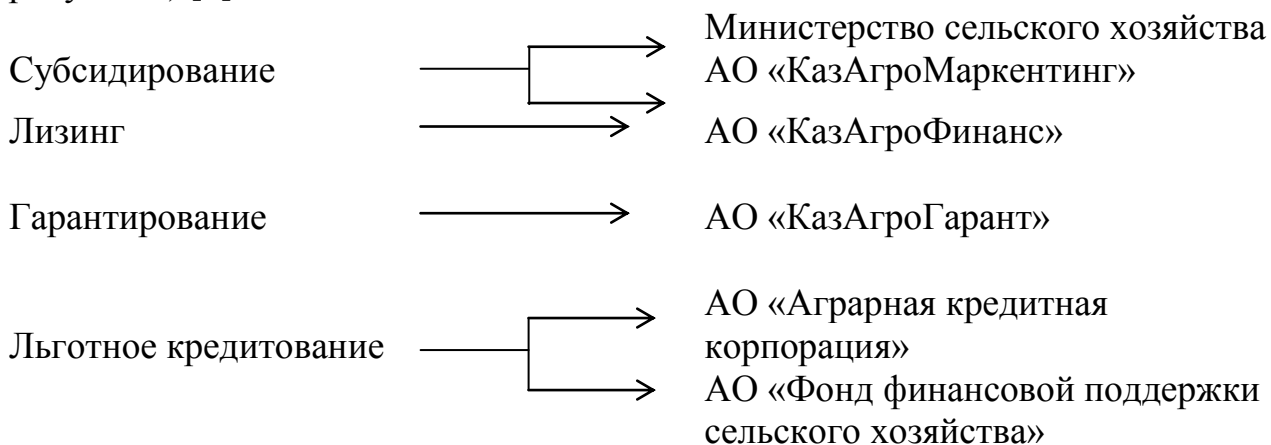 Министерство сельского хозяйства
Субсидирование АО «КазАгроМаркентинг»
Лизинг АО «КазАгроФинанс»
Гарантирование АО «КазАгроГарант»
АО «Аграрная кредитная
Льготное кредитование корпорация»
АО «Фонд финансовой поддержки
сельского хозяйства»